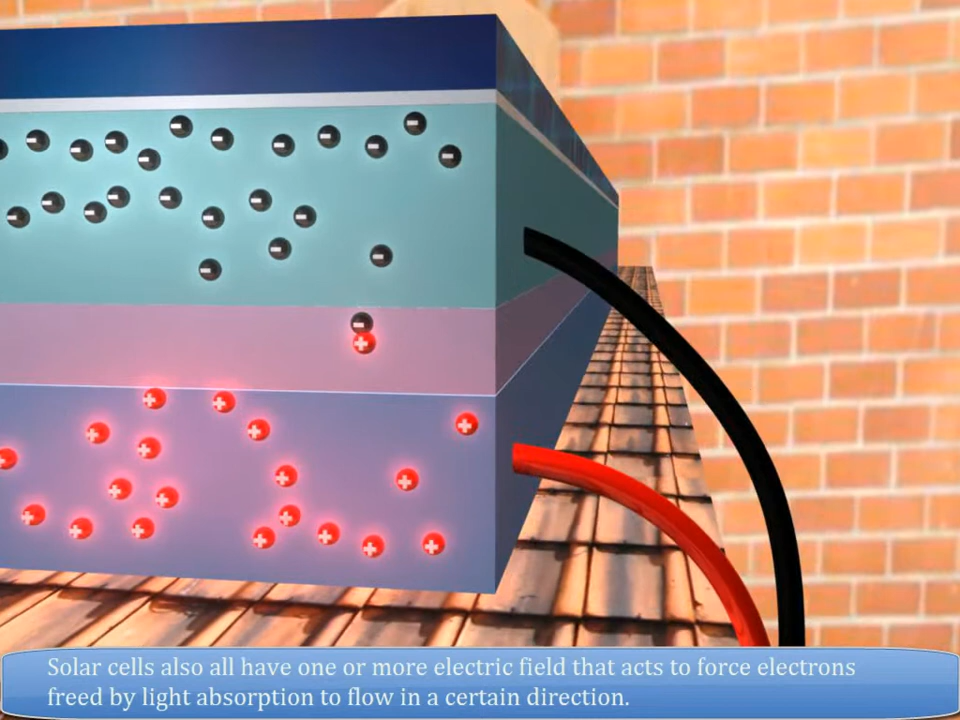 Solar cells also all have one or more electric field that acts to force electrons
freed by light absorption to flow in a certain direction.